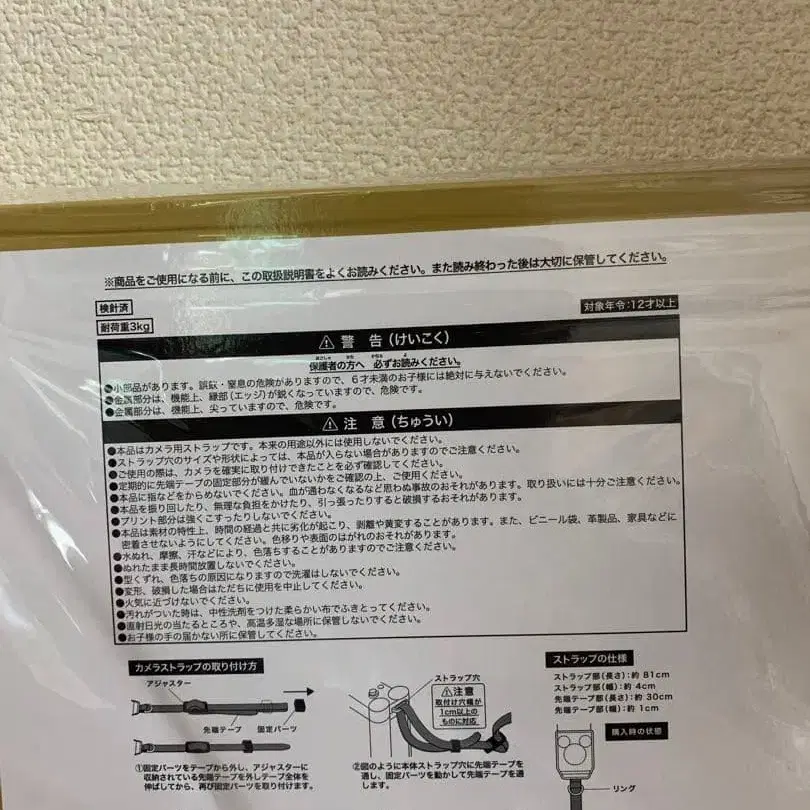 ※商品をご使用になる前に、この取扱説明書をよくお読みください。また読み終わった後は大切に保管してください。
検針済
対象年令:12才以上
耐荷重3kg
⚠警 告(けいこく)
保護者の方へ 必ずお読みください。
●小部品があります。誤飲・窒息の危険がありますので、6才未満のお子様には絶対に与えないでください。
●金属部分は、機能上、縁部(エッジ)が鋭くなっていますので、危険です。
●金属部分は、機能上、尖っていますので、危険です。
⚠注 意(ちゅうい)
●本品はカメラ用ストラップです。本来の用途以外には使用しないでください。
●ストラップ穴のサイズや形状によっては、本品が入らない場合がありますのでご注意ください。
●ご使用の際は、カメラを確実に取り付けできたことを必ず確認してください。
●定期的に先端テープの固定部分が緩んでいないかをご確認の上、ご使用ください。
●本品に指などをからめないでください。血が通わなくなるなど思わぬ事故のおそれがあります。取り扱いには十分ご注意ください。
●本品を振り回したり、無理な負担をかけたり、引っ張りたりすると破損するおそれがあります。
●プリント部分は強くこすったりしないでください。
●本品は素材の特性上、時間の経過と共に劣化が起こり、剥離や黄変することがあります。また、ビニール袋、革製品、家具などに
密着させないようにしてください。色移りや表面のはがれのおそれがあります。
●水ぬれ、摩擦、汗などにより、色落ちすることがありますのでご注意ください。
●ぬれたまま長時間放置しないでください。
●型くずれ、色落ちの原因になりますので洗濯はしないでください。
●変形、破損した場合はただちに使用を中止してください。
●火気に近づけないでください。
●汚れがついた時は、中性洗剤をつけた柔らかい布でふきとってください。
●直射日光の当たるところや、高温多湿な場所に保管しないでください。
●お子様の手の届かない所に保管してください。
カメラストラップの取り付け方
アジャスター
先端テープ
固定パーツ
①固定パーツをテープから外し、アジャスターに
収納されている先端テープを外しテープ全体を
伸ばしてから、再び固定パーツを取り付けます。
ストラップ穴
⚠注意
取付け穴幅が
1cm以上の
ものに対応
②図のように本体ストラップ穴に先端テープを
通し、固定パーツを動かして先端テープを通
します。
ストラップの仕様
ストラップ部(長さ):約 81cm
ストラップ部(幅):約 4cm
先端テープ部(長さ):約 30cm
先端テープ部(幅):約 1cm
購入時の状態
リング